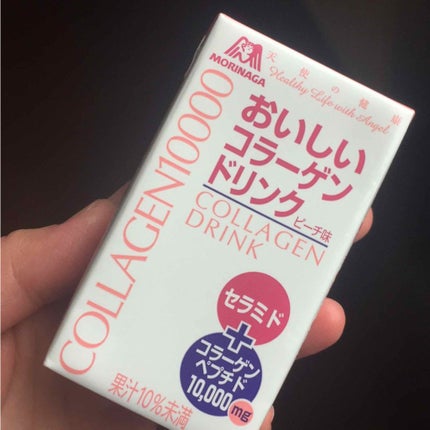 MORINAGA
天使の健康
Healthy Life with Angel
COLLAGEN10000
おいしい
コラーゲン
ドリンク
ピーチ味
COLLAGEN
DRINK
セラミド
+
コラーゲン
ペプチド
10,000mg
果汁10%未満